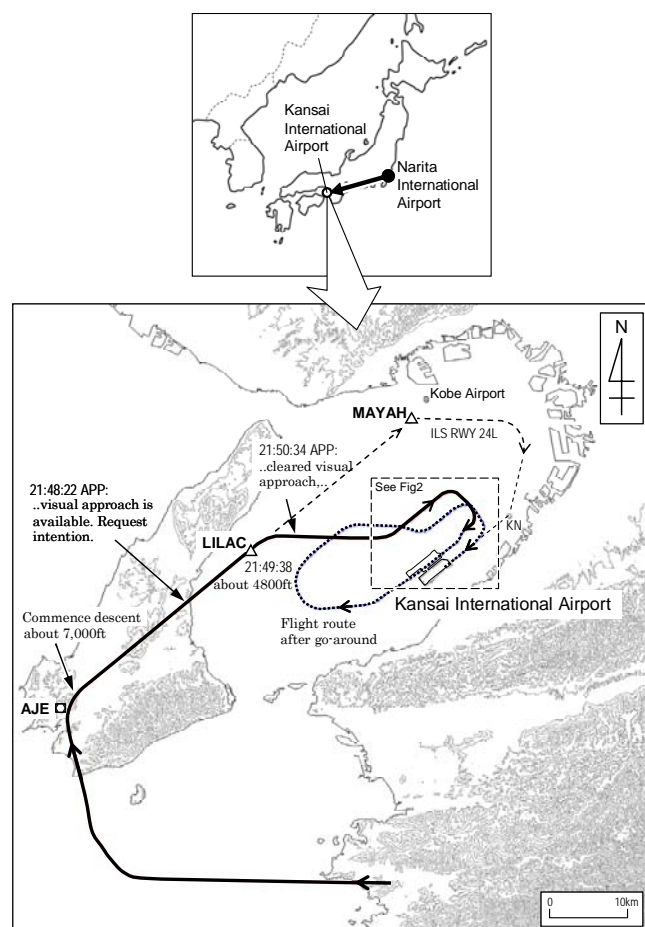 Kansai
International
Airport
Narita
International
Airport
N
Kobe Airport
MAYAH
ILS RWY 24L
21:50:34 APP:
..cleared visual
approach,..
See Fig2
21:48:22 APP:
..visual approach is
available. Request
intention.
LILAC
KN
21:49:38
about 4800ft
Kansai International Airport
Flight route
after go-around
Commence descent
about 7,000ft
AJE
0
10km